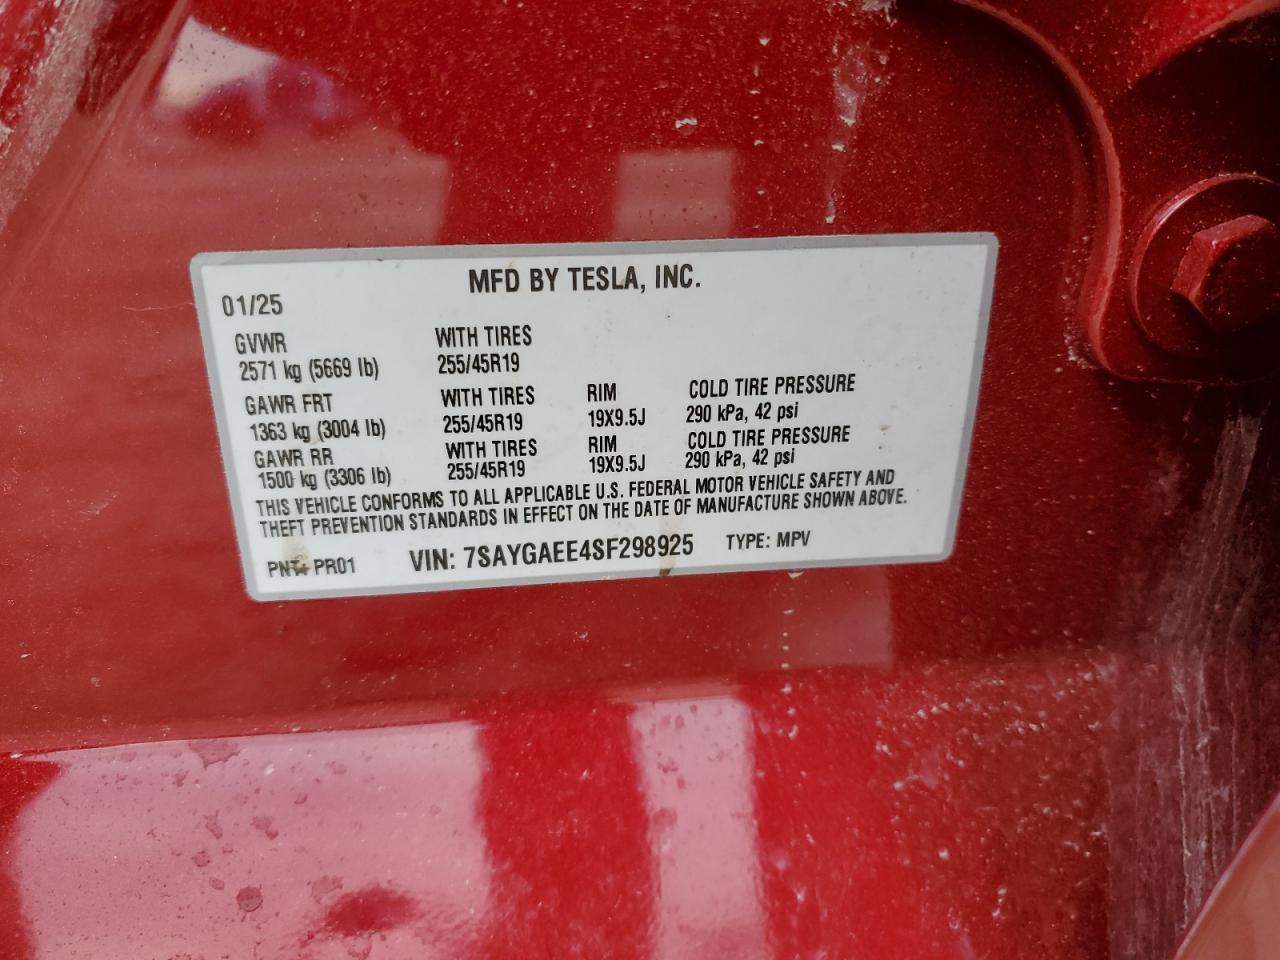 MFD BY TESLA, INC.
01/25
GVWR WITH TIRES
2571 kg (5669 lb) 255/45R19
GAWR FRT WITH TIRES RIM COLD TIRE PRESSURE
1363 kg (3004 lb) 255/45R19 19X9.5J 290 kPa, 42 psi
GAWR RR WITH TIRES RIM COLD TIRE PRESSURE
1500 kg (3306 lb) 255/45R19 19X9.5J 290 kPa, 42 psi
THIS VEHICLE CONFORMS TO ALL APPLICABLE U.S. FEDERAL MOTOR VEHICLE SAFETY AND
THEFT PREVENTION STANDARDS IN EFFECT ON THE DATE OF MANUFACTURE SHOWN ABOVE.
PNT: PR01 VIN: 7SAYGAEE4SF298925 TYPE: MPV